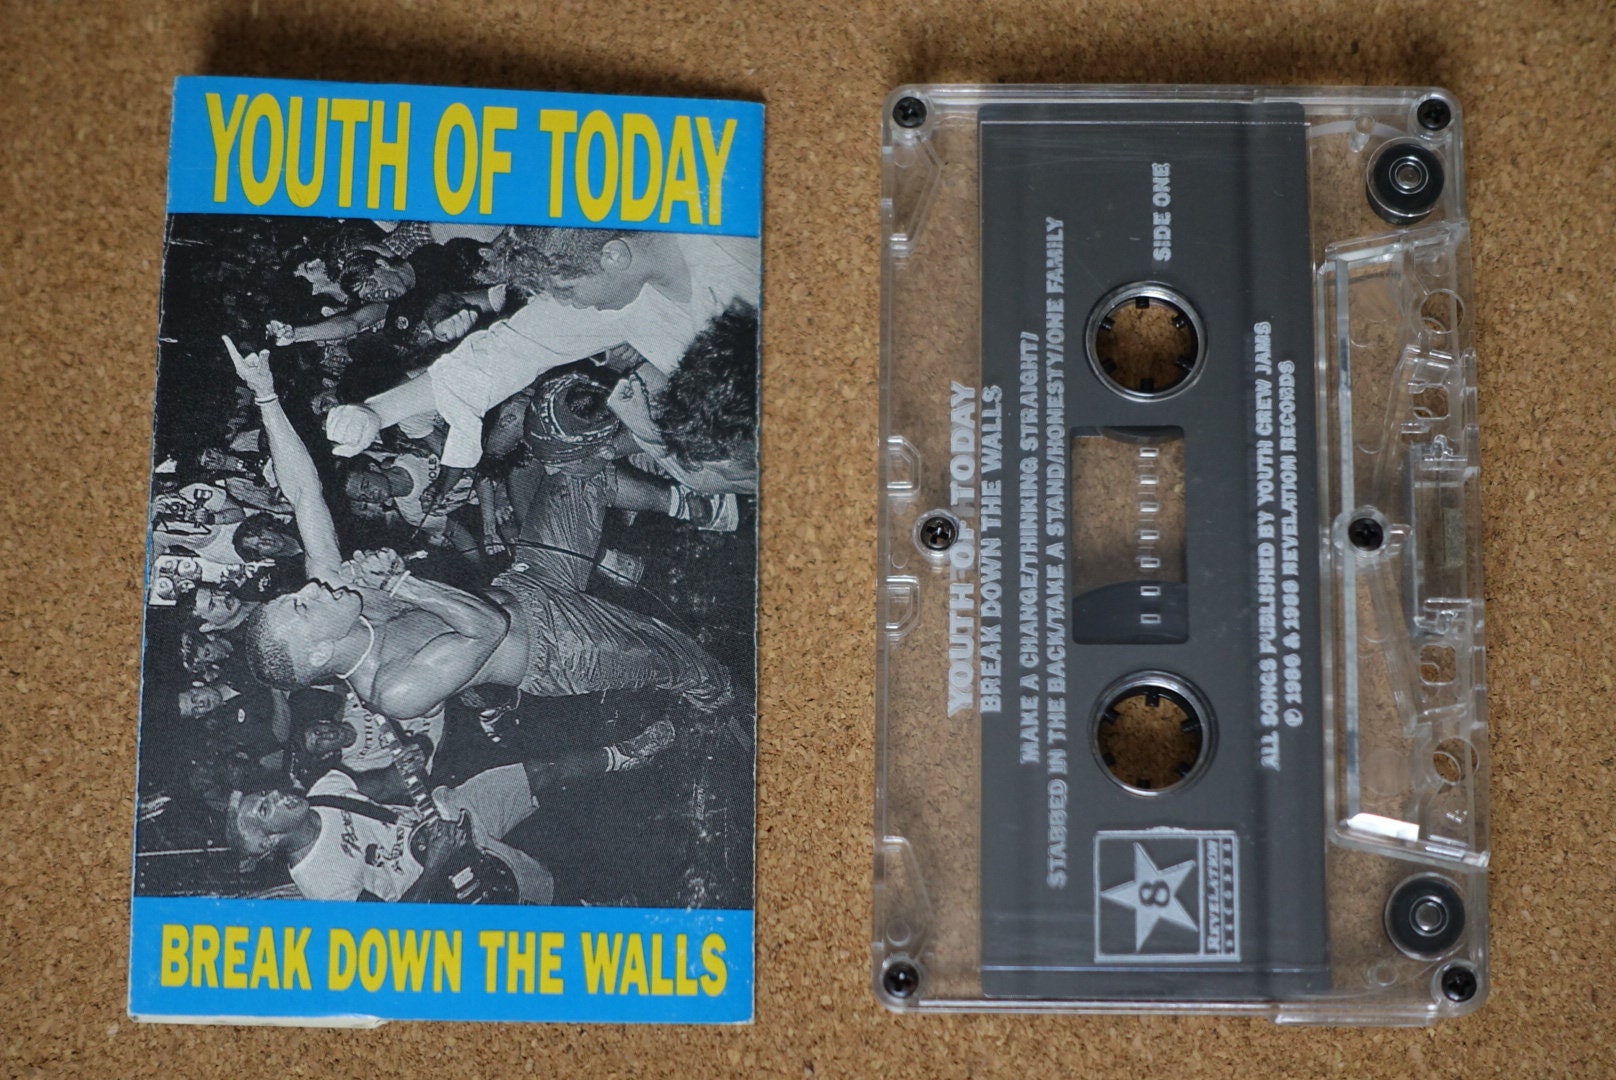 YOUTH OF TODAY
BREAK DOWN THE WALLS
YOUTH OF TODAY
BREAK DOWN THE WALLS
MAKE A CHANGE/THINKING STRAIGHT/
STABBED IN THE BACK/TAKE A STAND/HONESTY/ONE FAMILY
SIDE ONE
ALL SONGS PUBLISHED BY YOUTH CREW JAMS
© 1986 & 1988 REVELATION RECORDS
8
REVELATION
RECORDS